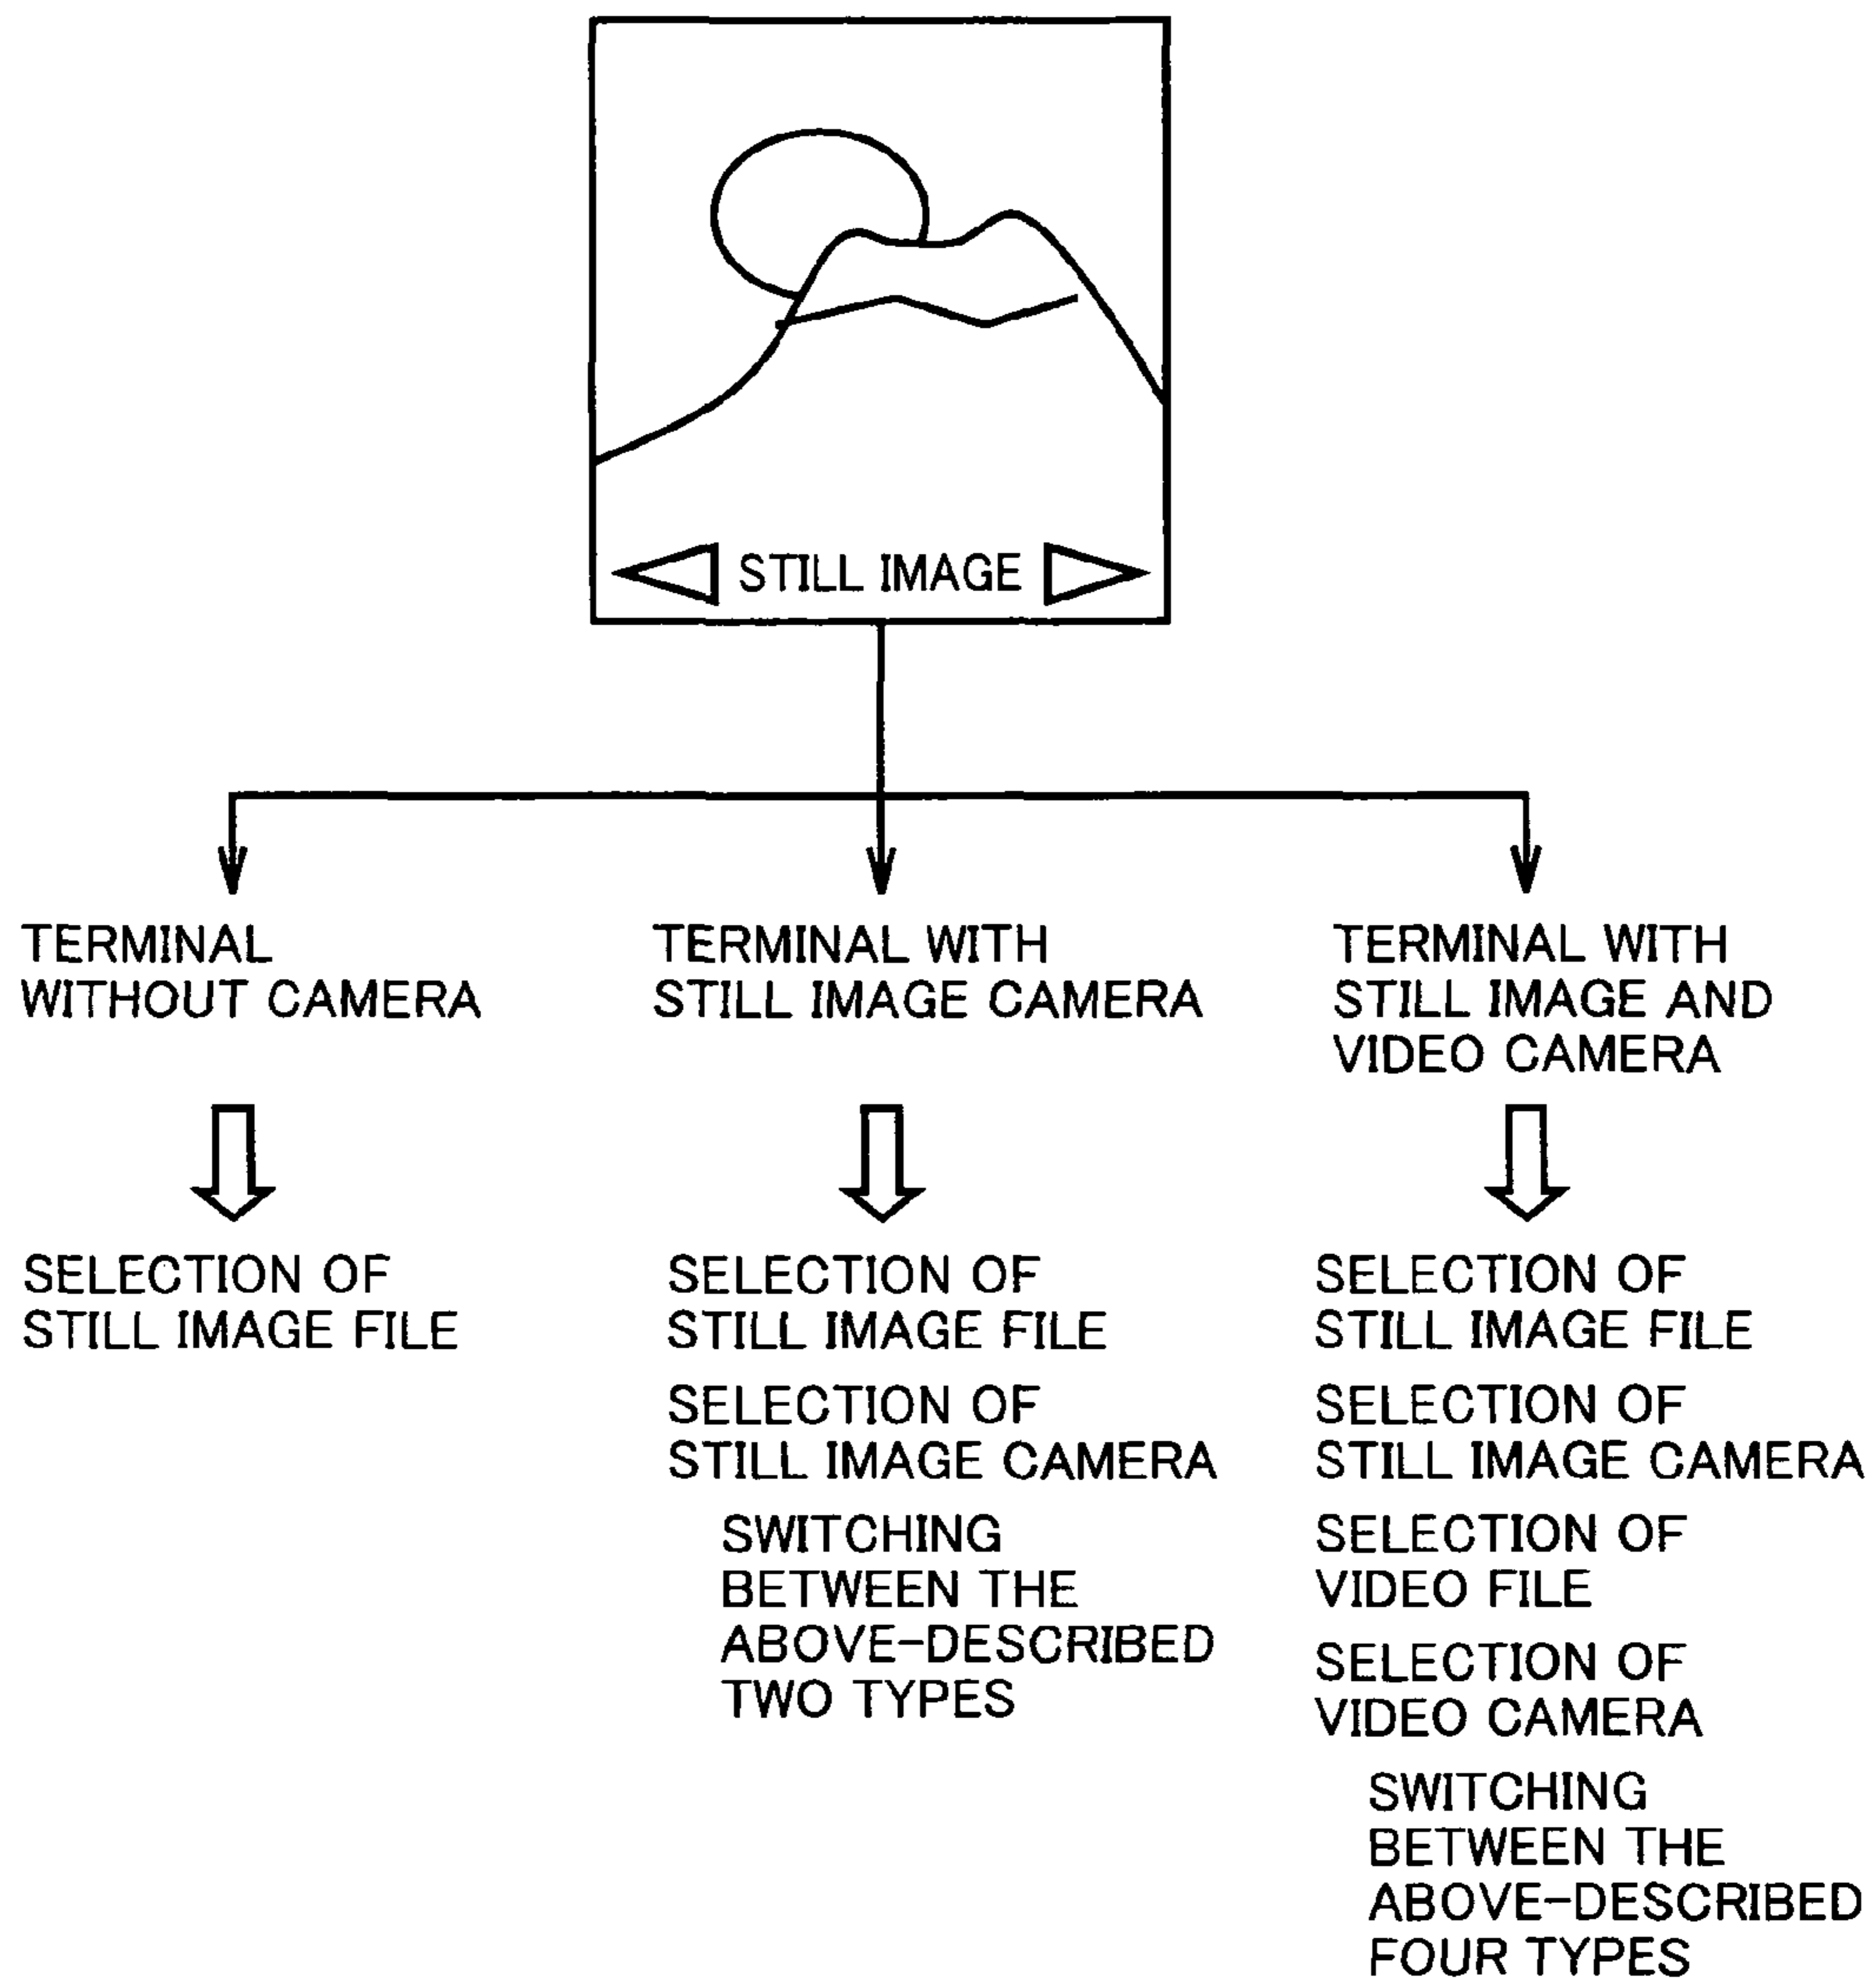 STILL IMAGE
TERMINAL
WITHOUT CAMERA
SELECTION OF
STILL IMAGE FILE
TERMINAL WITH
STILL IMAGE CAMERA
SELECTION OF
STILL IMAGE FILE
SELECTION OF
STILL IMAGE CAMERA
SWITCHING
BETWEEN THE
ABOVE-DESCRIBED
TWO TYPES
TERMINAL WITH
STILL IMAGE AND
VIDEO CAMERA
SELECTION OF
STILL IMAGE FILE
SELECTION OF
STILL IMAGE CAMERA
SELECTION OF
VIDEO FILE
SELECTION OF
VIDEO CAMERA
SWITCHING
BETWEEN THE
ABOVE-DESCRIBED
FOUR TYPES